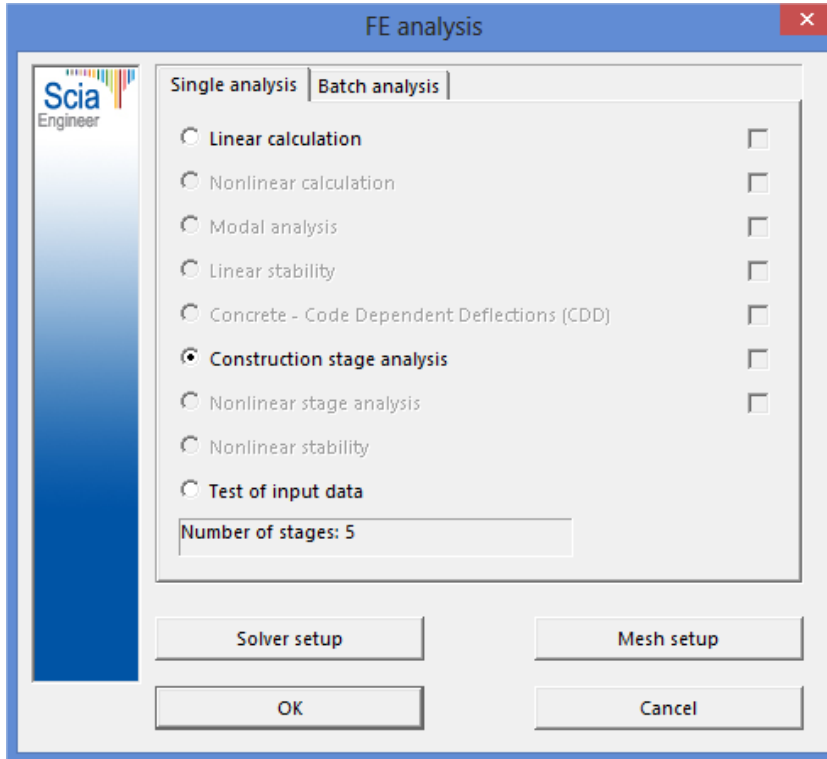 FE analysis
Scia
Engineer
Single analysis
Batch analysis
Linear calculation
Nonlinear calculation
Modal analysis
Linear stability
Concrete - Code Dependent Deflections (CDD)
Construction stage analysis
Nonlinear stage analysis
Nonlinear stability
Test of input data
Number of stages: 5
Solver setup
Mesh setup
OK
Cancel